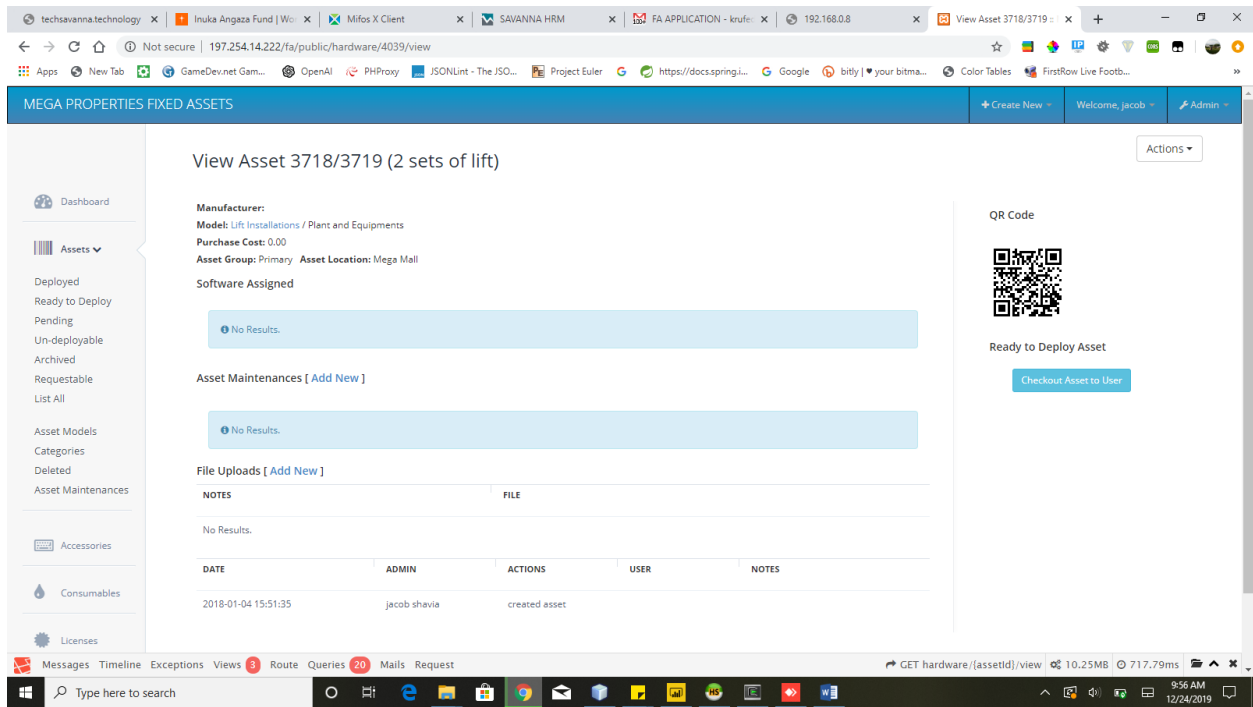 techsavanna.technology
Inuka Angaza Fund | Wo
Mifos X Client
SAVANNA HRM
FA APPLICATION - krufe
192.168.0.8
View Asset 3718/3719 ::
Not secure | 197.254.14.222/fa/public/hardware/4039/view
Apps New Tab GameDev.net Gam... OpenAI PHPProxy JSONLint - The JSO... Project Euler https://docs.spring.i... Google bitly | ♥ your bitma... Color Tables FirstRow Live Footb... »
MEGA PROPERTIES FIXED ASSETS
Create New
Welcome, jacob
Admin
Actions
View Asset 3718/3719 (2 sets of lift)
Dashboard
Assets
Deployed
Ready to Deploy
Pending
Un-deployable
Archived
Requestable
List All
Asset Models
Categories
Deleted
Asset Maintenances
Accessories
Consumables
Licenses
Manufacturer:
Model: Lift Installations / Plant and Equipments
Purchase Cost: 0.00
Asset Group: Primary Asset Location: Mega Mall
Software Assigned
No Results.
Asset Maintenances [ Add New ]
No Results.
File Uploads [ Add New ]
NOTES FILE
No Results.
DATE ADMIN ACTIONS USER NOTES
2018-01-04 15:51:35 jacob shavia created asset
QR Code
Ready to Deploy Asset
Checkout Asset to User
Messages Timeline Exceptions Views 3 Route Queries 20 Mails Request
GET hardware/{assetId}/view 10.25MB 717.79ms
Type here to search
9:56 AM
12/24/2019